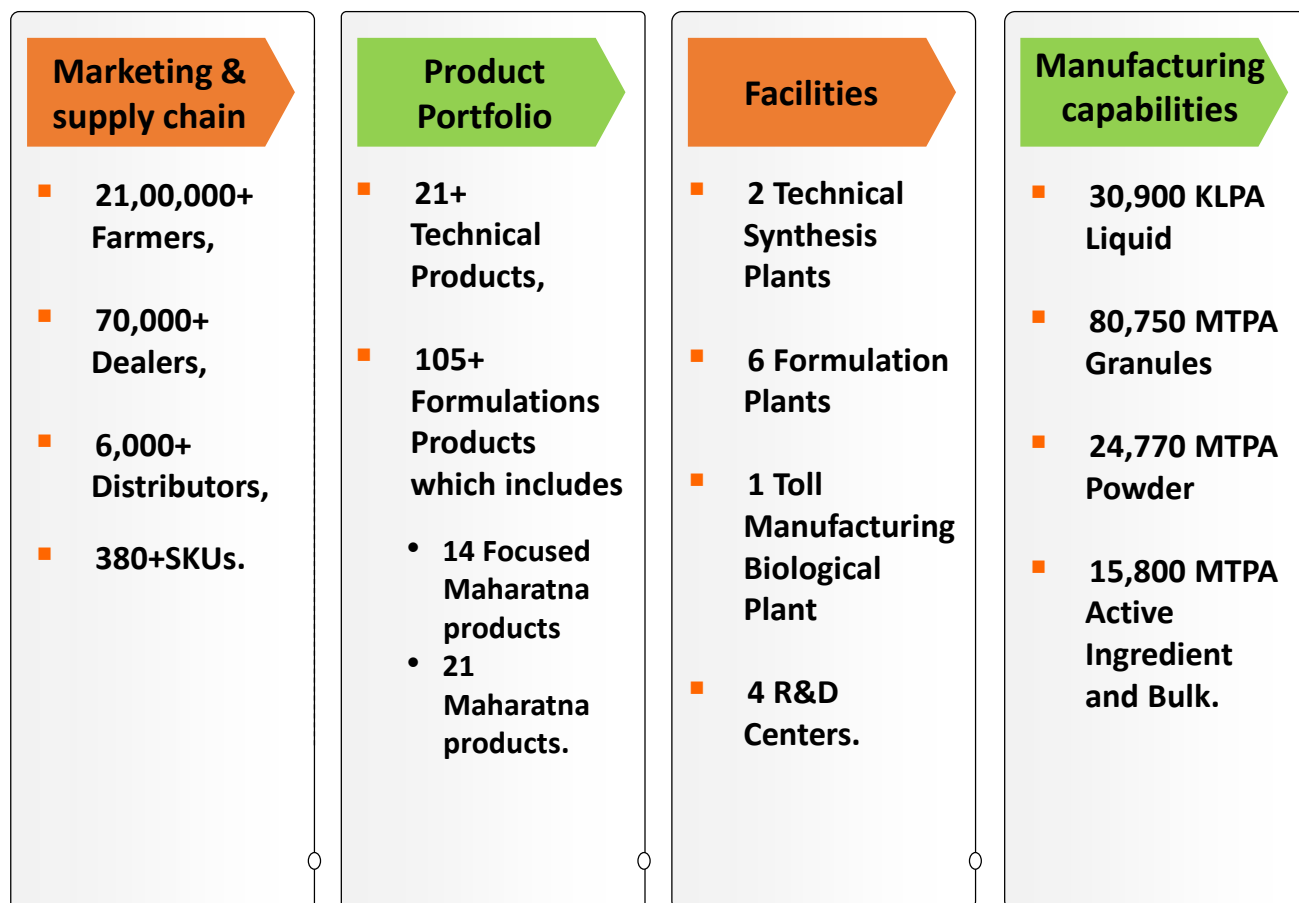 Marketing &
supply chain
▪ 21,00,000+
Farmers,
▪ 70,000+
Dealers,
▪ 6,000+
Distributors,
▪ 380+SKUs.
Product
Portfolio
▪ 21+
Technical
Products,
▪ 105+
Formulations
Products
which includes
• 14 Focused
Maharatna
products
• 21
Maharatna
products.
Facilities
▪ 2 Technical
Synthesis
Plants
▪ 6 Formulation
Plants
▪ 1 Toll
Manufacturing
Biological
Plant
▪ 4 R&D
Centers.
Manufacturing
capabilities
▪ 30,900 KLPA
Liquid
▪ 80,750 MTPA
Granules
▪ 24,770 MTPA
Powder
▪ 15,800 MTPA
Active
Ingredient
and Bulk.